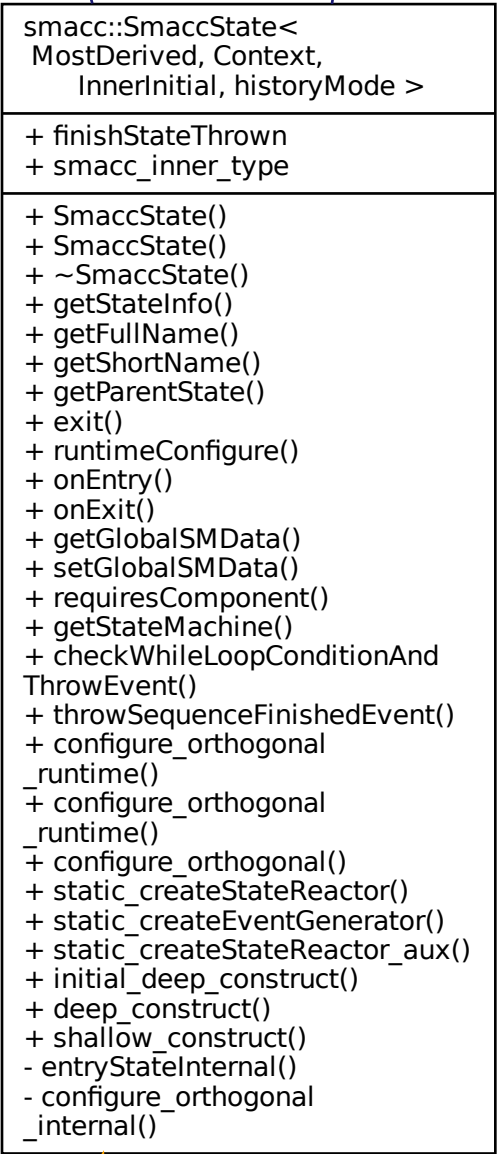 smacc::SmaccState<
MostDerived, Context,
InnerInitial, historyMode >
+ finishStateThrown
+ smacc_inner_type
+ SmaccState()
+ SmaccState()
+ ~SmaccState()
+ getStateInfo()
+ getFullName()
+ getShortName()
+ getParentState()
+ exit()
+ runtimeConfigure()
+ onEntry()
+ onExit()
+ getGlobalSMData()
+ setGlobalSMData()
+ requiresComponent()
+ getStateMachine()
+ checkWhileLoopConditionAnd
ThrowEvent()
+ throwSequenceFinishedEvent()
+ configure_orthogonal
_runtime()
+ configure_orthogonal
_runtime()
+ configure_orthogonal()
+ static_createStateReactor()
+ static_createEventGenerator()
+ static_createStateReactor_aux()
+ initial_deep_construct()
+ deep_construct()
+ shallow_construct()
- entryStateInternal()
- configure_orthogonal
_internal()